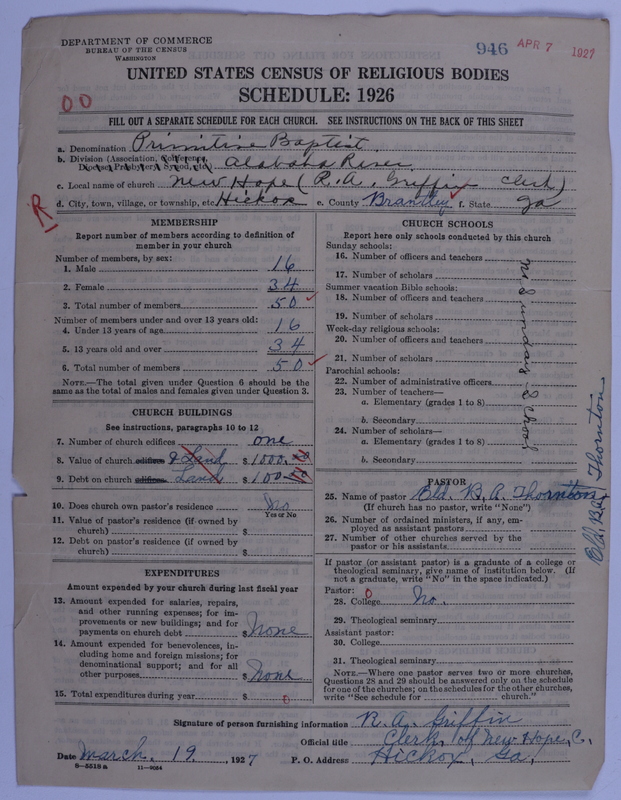 DEPARTMENT OF COMMERCE
BUREAU OF THE CENSUS
WASHINGTON
946 APR 7 1927
UNITED STATES CENSUS OF RELIGIOUS BODIES
SCHEDULE: 1926
00
FILL OUT A SEPARATE SCHEDULE FOR EACH CHURCH. SEE INSTRUCTIONS ON THE BACK OF THIS SHEET
a. Denomination Primitive Baptist
b. Division (Association, Conference, Diocese, Presbytery, Synod, etc.) Alabaha River
c. Local name of church New Hope (R. A. Griffin Clerk)
d. City, town, village, or township, etc. Hickox e. County Brantley f. State Ga
R
MEMBERSHIP
Report number of members according to definition of
member in your church
Number of members, by sex:
1. Male 16
2. Female 34
3. Total number of members 50
Number of members under and over 13 years old:
4. Under 13 years of age 16
5. 13 years old and over 34
6. Total number of members 50
NOTE.—The total given under Question 6 should be
same as the total of males and females given under Question 3.
CHURCH BUILDINGS
See instructions, paragraphs 10 to 12
7. Number of church edifices one
8. Value of church edifices & Land $ 1000.00
9. Debt on church edifices Land $ 100.00
10. Does church own pastor's residence No
Yes or No
11. Value of pastor's residence (if owned by
church) $
12. Debt on pastor's residence (if owned by
church) $
EXPENDITURES
Amount expended by your church during last fiscal year
13. Amount expended for salaries, repairs,
and other running expenses; for im-
provements or new buildings; and for
payments on church debt $ None
14. Amount expended for benevolences, in-
cluding home and foreign missions; for
denominational support; and for all
other purposes $ None
15. Total expenditures during year $ 0
CHURCH SCHOOLS
Report here only schools conducted by this church
Sunday schools:
16. Number of officers and teachers
17. Number of scholars
Summer vacation Bible schools:
18. Number of officers and teachers
19. Number of scholars
Week-day religious schools:
20. Number of officers and teachers
21. Number of scholars
Parochial schools:
22. Number of administrative officers
23. Number of teachers—
a. Elementary (grades 1 to 8)
b. Secondary
24. Number of scholars—
a. Elementary (grades 1 to 8)
b. Secondary
no Sunday School
PASTOR
25. Name of pastor Eld. B. A. Thornton
(If church has no pastor, write "None")
26. Number of ordained ministers, if any, em-
ployed as assistant pastors
27. Number of other churches served by the
pastor or his assistants
Eld. B. A. Thornton
If pastor (or assistant pastor) is a graduate of a college or
theological seminary, give name of institution below. (If
not a graduate, write "No" in the space indicated.)
Pastor: 0
28. College No.
29. Theological seminary
Assistant pastor:
30. College
31. Theological seminary
NOTE.—Where one pastor serves two or more churches,
Questions 28 and 29 should be answered only on the schedule
for one of the churches; on the schedules for the other churches,
write "See schedule for church."
Signature of person furnishing information R. A. Griffin
Official title Clerk of New Hope, C.
Date March 19, 1927 P. O. Address Hickox, Ga.
8-5515a 11-9084